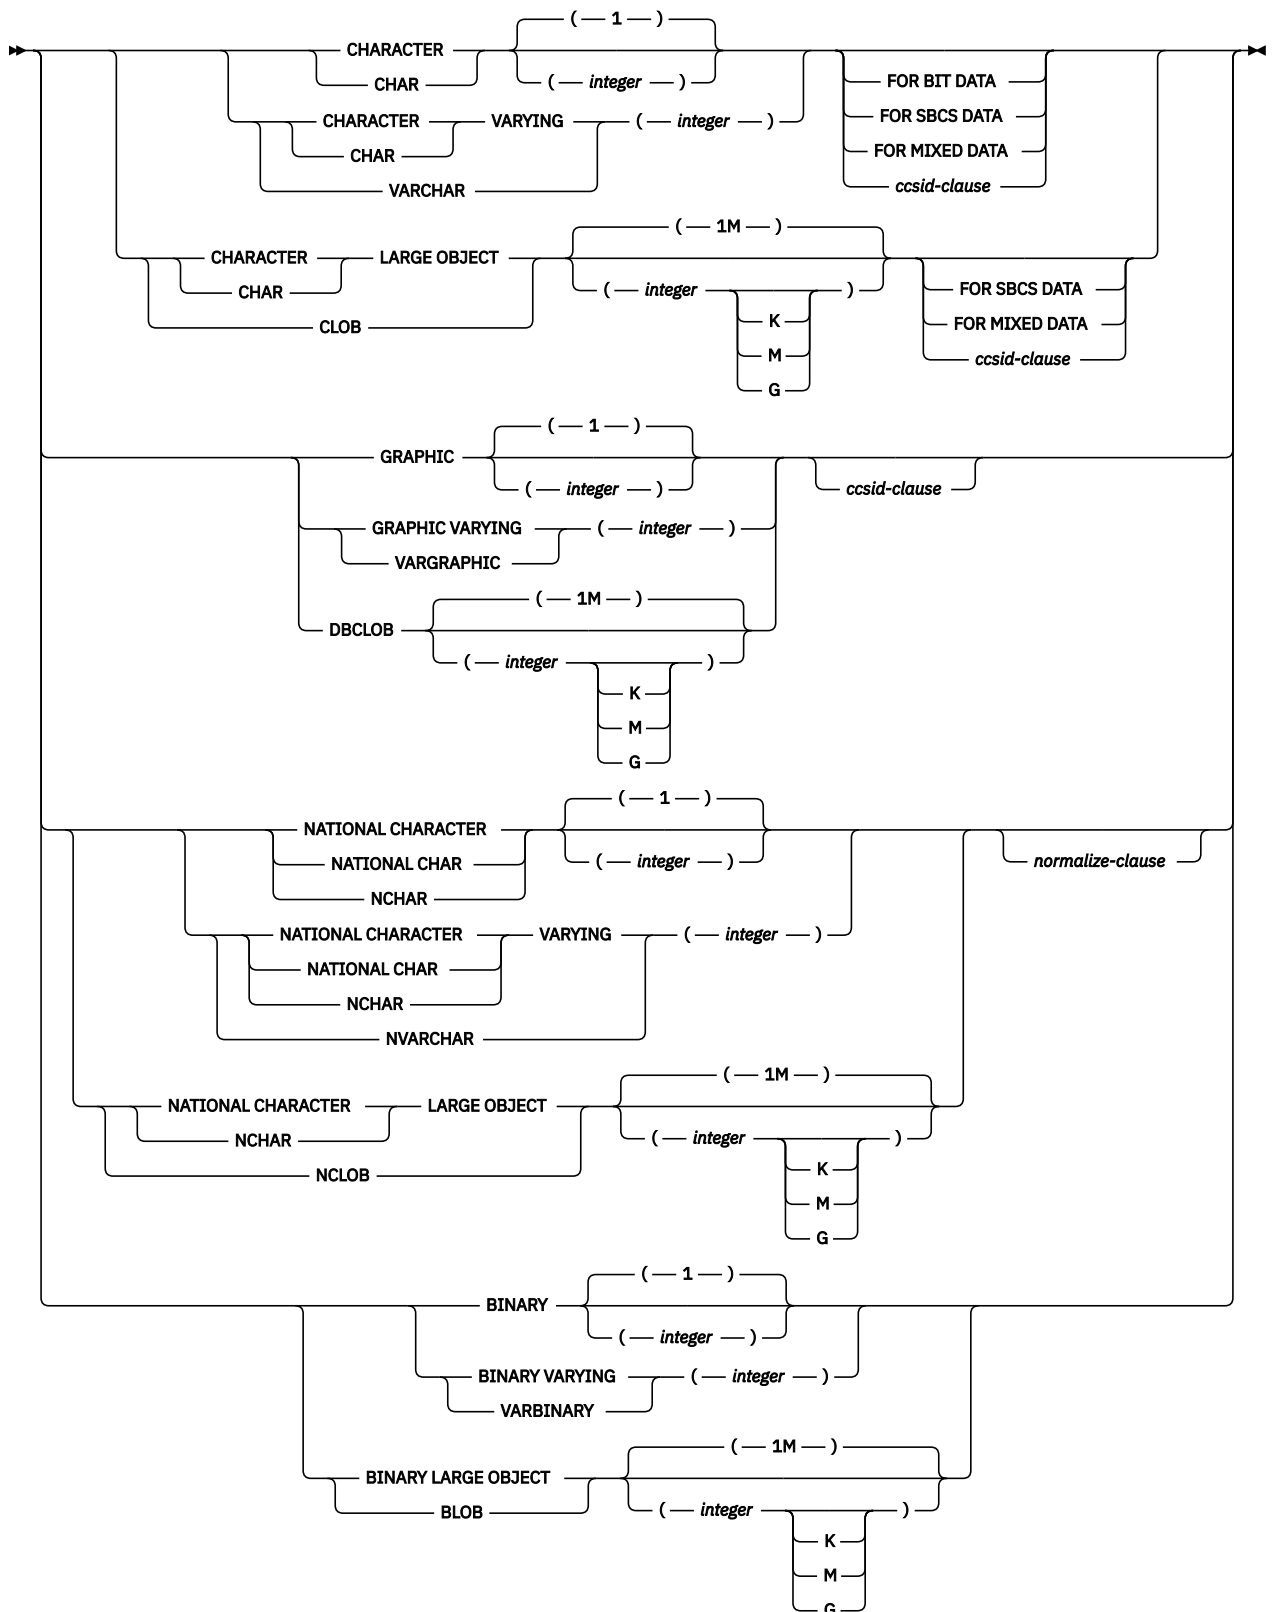 ( 1 )
CHARACTER
CHAR ( integer ) FOR BIT DATA
CHARACTER VARYING ( integer ) FOR SBCS DATA
CHAR FOR MIXED DATA
VARCHAR ccsid-clause
( 1M )
CHARACTER LARGE OBJECT
CHAR ( integer ) FOR SBCS DATA
CLOB K FOR MIXED DATA
M ccsid-clause
G
( 1 )
GRAPHIC
( integer ) ccsid-clause
GRAPHIC VARYING ( integer )
VARGRAPHIC
( 1M )
DBCLOB
( integer )
K
M
G
( 1 )
NATIONAL CHARACTER
NATIONAL CHAR ( integer ) normalize-clause
NCHAR
NATIONAL CHARACTER VARYING ( integer )
NATIONAL CHAR
NCHAR
NVARCHAR
( 1M )
NATIONAL CHARACTER LARGE OBJECT
NCHAR ( integer )
NCLOB K
M
G
( 1 )
BINARY
( integer )
BINARY VARYING ( integer )
VARBINARY
( 1M )
BINARY LARGE OBJECT
BLOB ( integer )
K
M
G